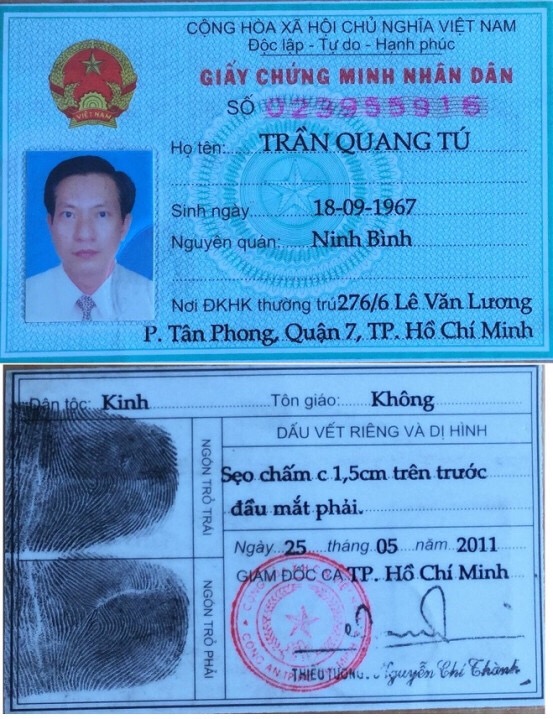 CỘNG HÒA XÃ HỘI CHỦ NGHĨA VIỆT NAM
Độc lập - Tự do - Hạnh phúc
GIẤY CHỨNG MINH NHÂN DÂN
SỐ 023955916
VIỆT NAM
Họ tên: TRẦN QUANG TÚ
Sinh ngày 18-09-1967
Nguyên quán: Ninh Bình
Nơi ĐKHK thường trú 276/6 Lê Văn Lương
P. Tân Phong, Quận 7, TP. Hồ Chí Minh
Dân tộc: Kinh Tôn giáo: Không
DẤU VẾT RIÊNG VÀ DỊ HÌNH
NGÓN TRỎ TRÁI
Sẹo chấm c 1,5cm trên trước
đầu mắt phải.
Ngày 25 tháng 05 năm 2011
GIÁM ĐỐC CA TP. Hồ Chí Minh
NGÓN TRỎ PHẢI
THIẾU TƯỚNG: Nguyễn Chí Thành